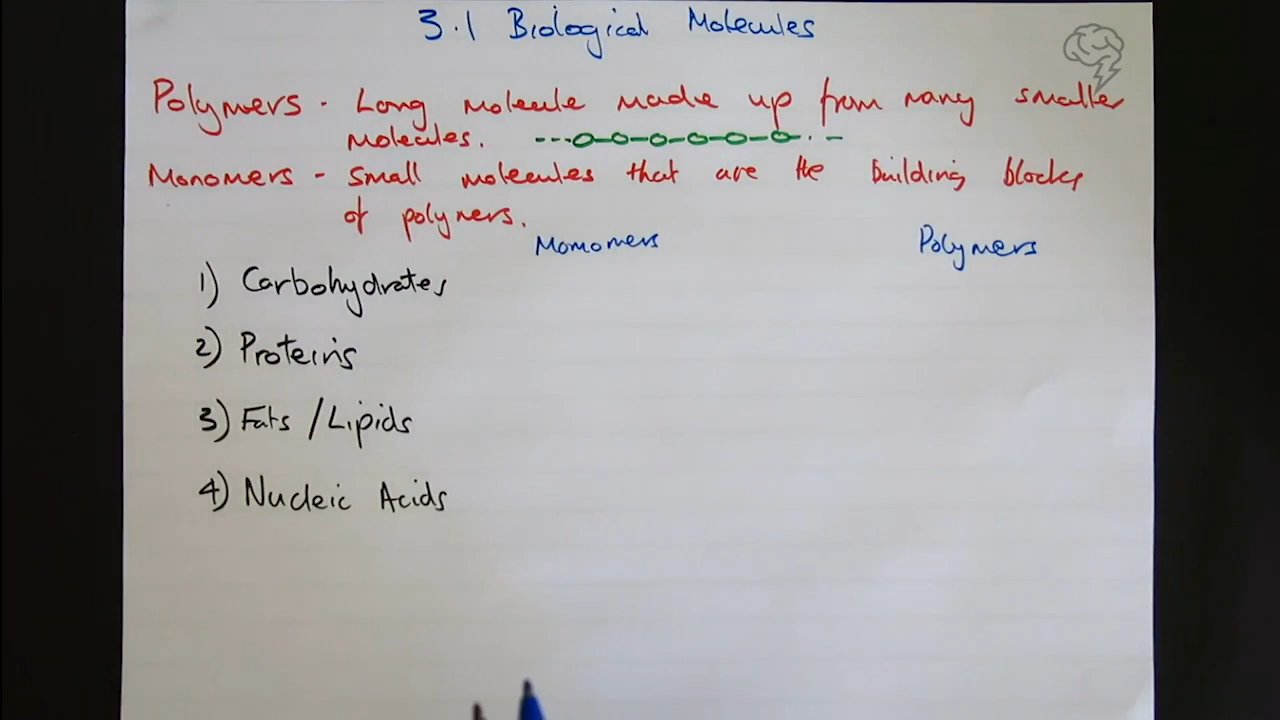 3.1 Biological Molecules
Polymers - Long molecule made up from many smaller
molecules.
Monomers - Small molecules that are the building blocks
of polymers.
Momomers Polymers
1) Carbohydrates
2) Proteins
3) Fats / Lipids
4) Nucleic Acids